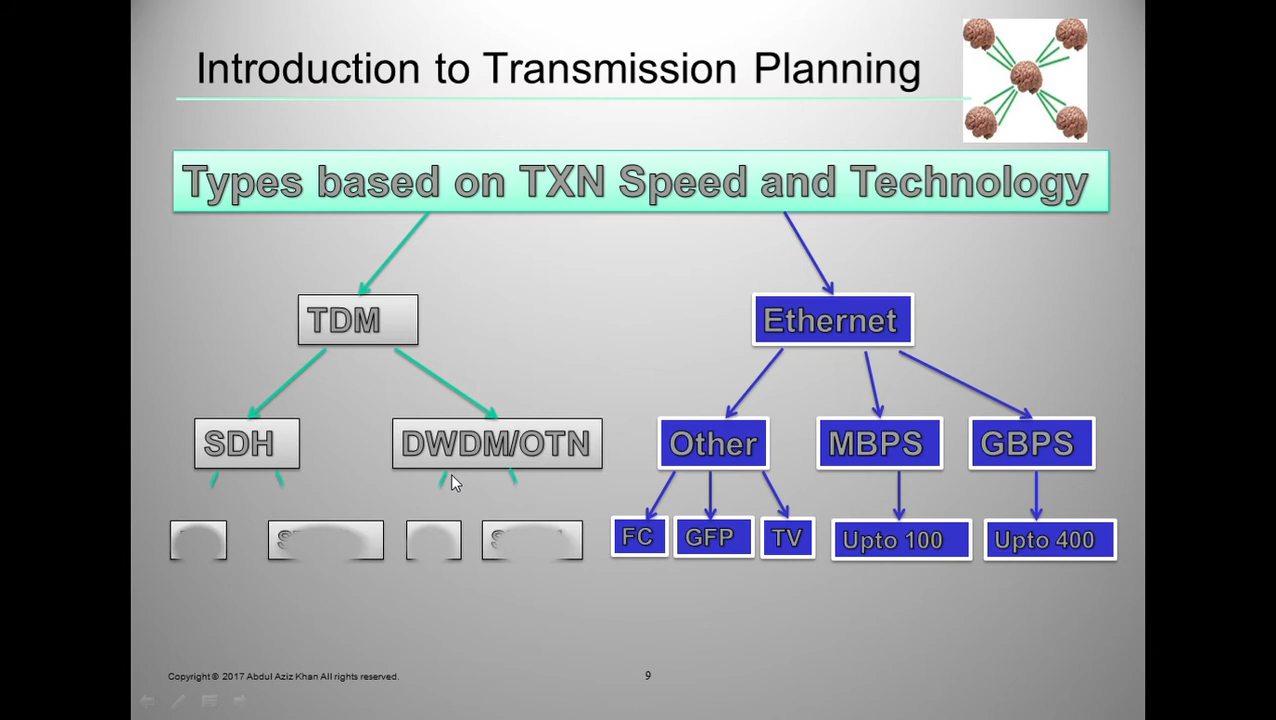 Introduction to Transmission Planning
Types based on TXN Speed and Technology
TDM
Ethernet
SDH
DWDM/OTN
Other
MBPS
GBPS
FC
GFP
TV
Upto 100
Upto 400
Copyright © 2017 Abdul Aziz Khan All rights reserved.
9